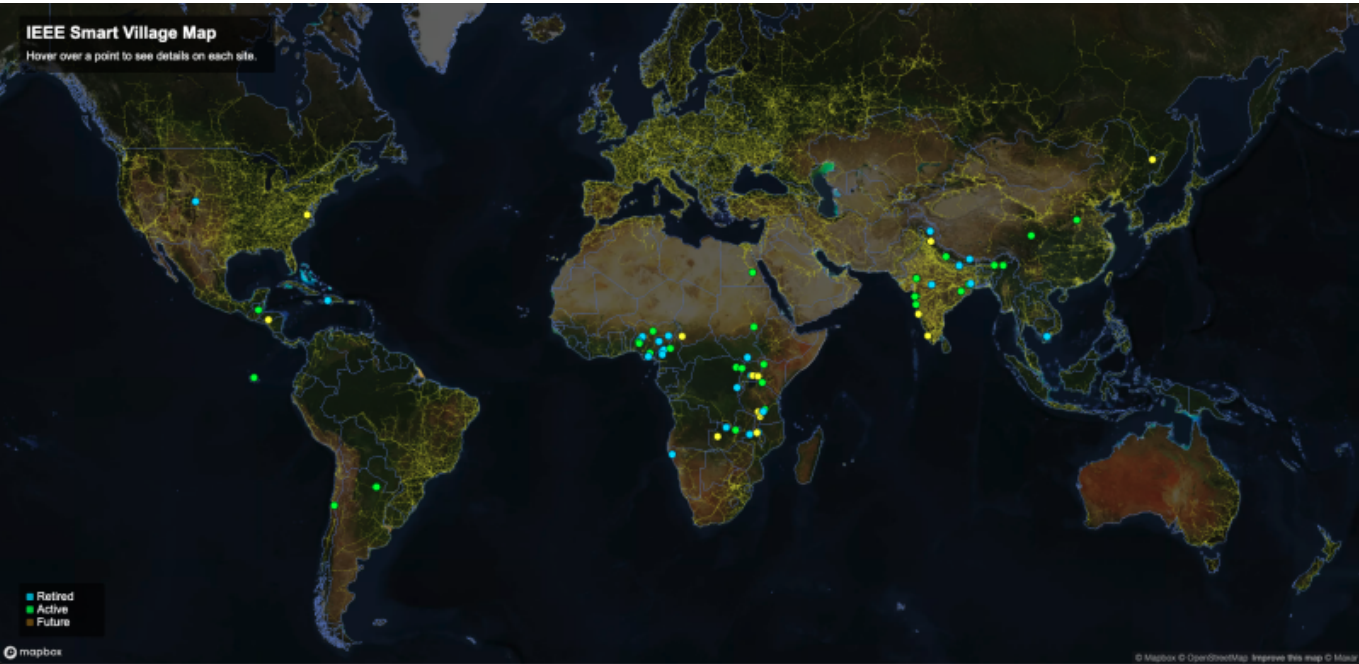 IEEE Smart Village Map
Hover over a point to see details on each site.
Retired
Active
Future
mapbox
© Mapbox © OpenStreetMap Improve this map © Maxar